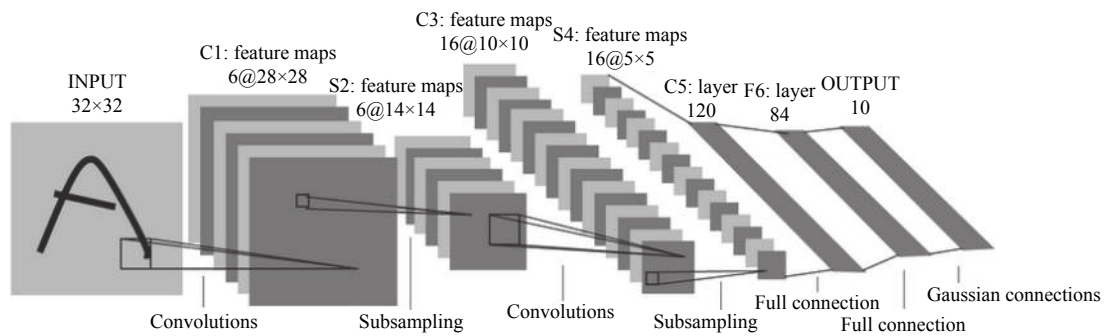 INPUT
32×32
C1: feature maps
6@28×28
S2: feature maps
6@14×14
C3: feature maps
16@10×10
S4: feature maps
16@5×5
C5: layer
120
F6: layer
84
OUTPUT
10
Convolutions
Subsampling
Convolutions
Subsampling
Full connection
Full connection
Gaussian connections
A